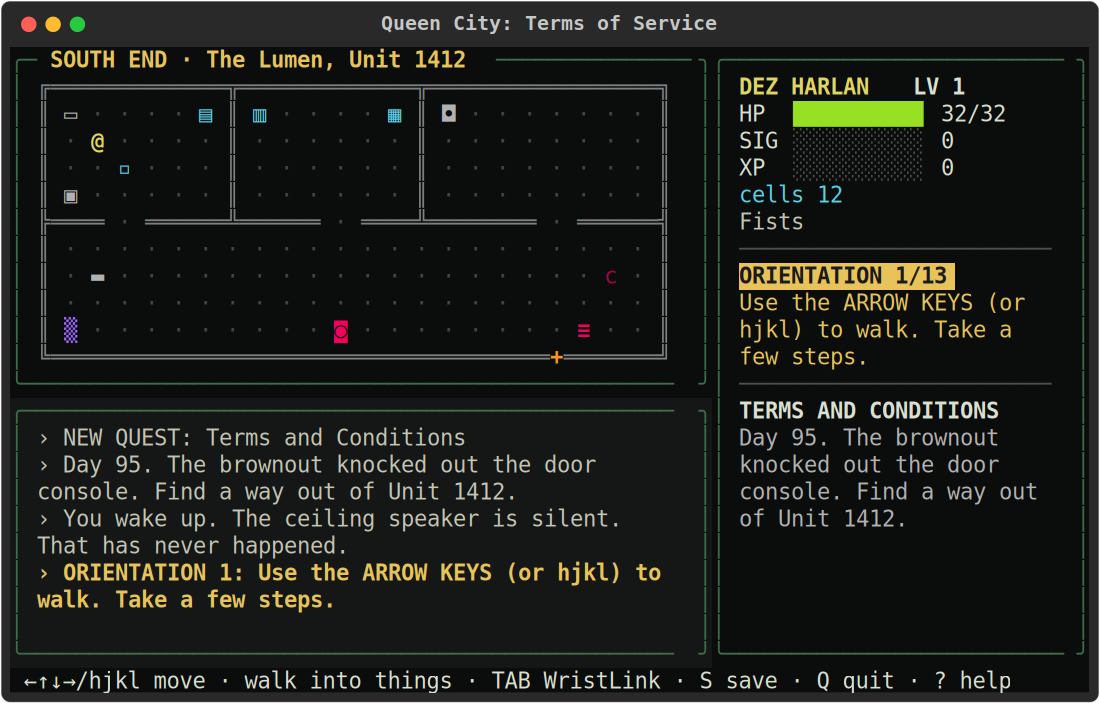 Queen City: Terms of Service
SOUTH END · The Lumen, Unit 1412
@
c
+
DEZ HARLAN LV 1
HP 32/32
SIG 0
XP 0
cells 12
Fists
ORIENTATION 1/13
Use the ARROW KEYS (or
hjkl) to walk. Take a
few steps.
TERMS AND CONDITIONS
Day 95. The brownout
knocked out the door
console. Find a way out
of Unit 1412.
› NEW QUEST: Terms and Conditions
› Day 95. The brownout knocked out the door
console. Find a way out of Unit 1412.
› You wake up. The ceiling speaker is silent.
That has never happened.
› ORIENTATION 1: Use the ARROW KEYS (or hjkl) to
walk. Take a few steps.
←↑↓→/hjkl move · walk into things · TAB WristLink · S save · Q quit · ? help